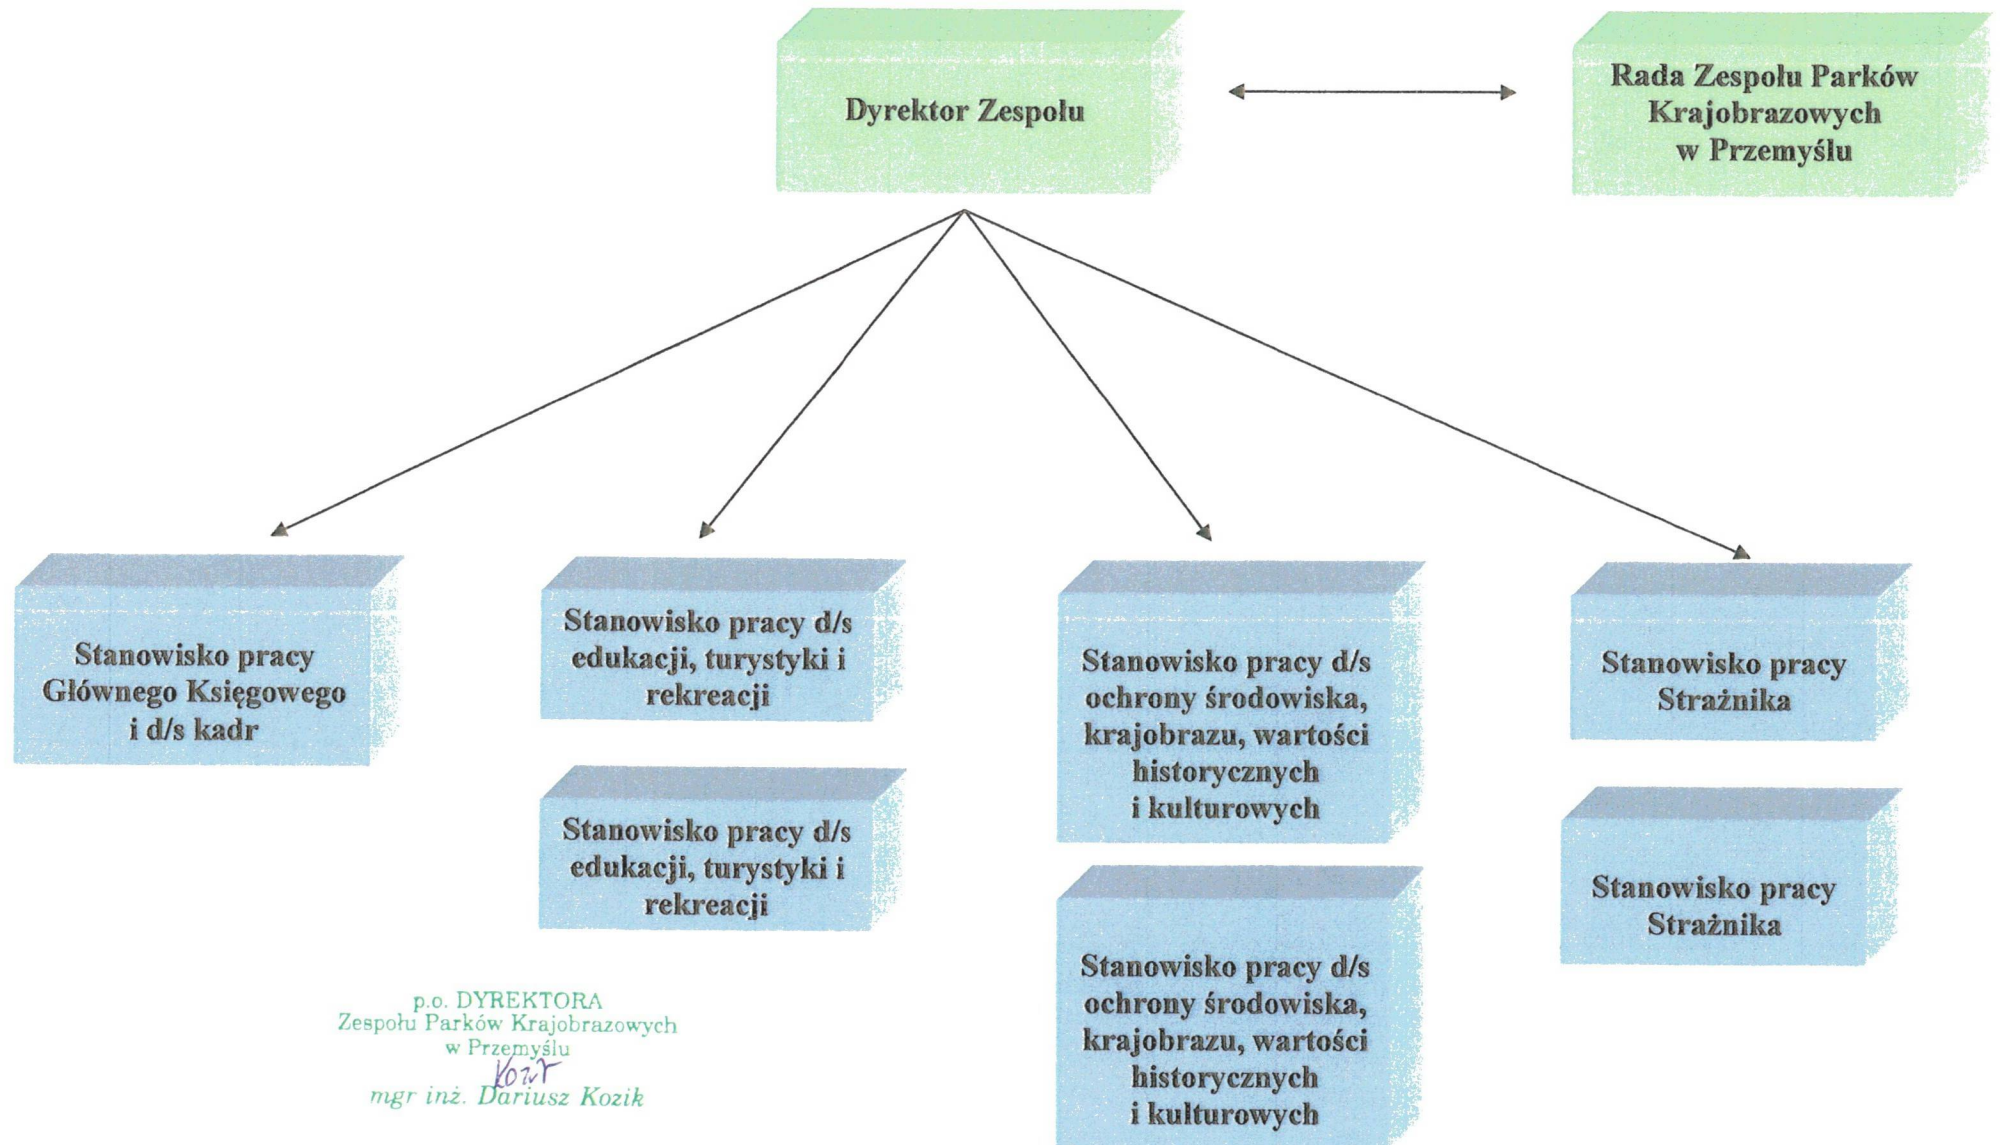 Dyrektor Zespołu
Rada Zespołu Parków
Krajobrazowych
w Przemyślu
Stanowisko pracy
Głównego Księgowego
i d/s kadr
Stanowisko pracy d/s
edukacji, turystyki i
rekreacji
Stanowisko pracy d/s
edukacji, turystyki i
rekreacji
Stanowisko pracy d/s
ochrony środowiska,
krajobrazu, wartości
historycznych
i kulturowych
Stanowisko pracy d/s
ochrony środowiska,
krajobrazu, wartości
historycznych
i kulturowych
Stanowisko pracy
Strażnika
Stanowisko pracy
Strażnika
p.o. DYREKTORA
Zespołu Parków Krajobrazowych
w Przemyślu
mgr inż. Dariusz Kozik